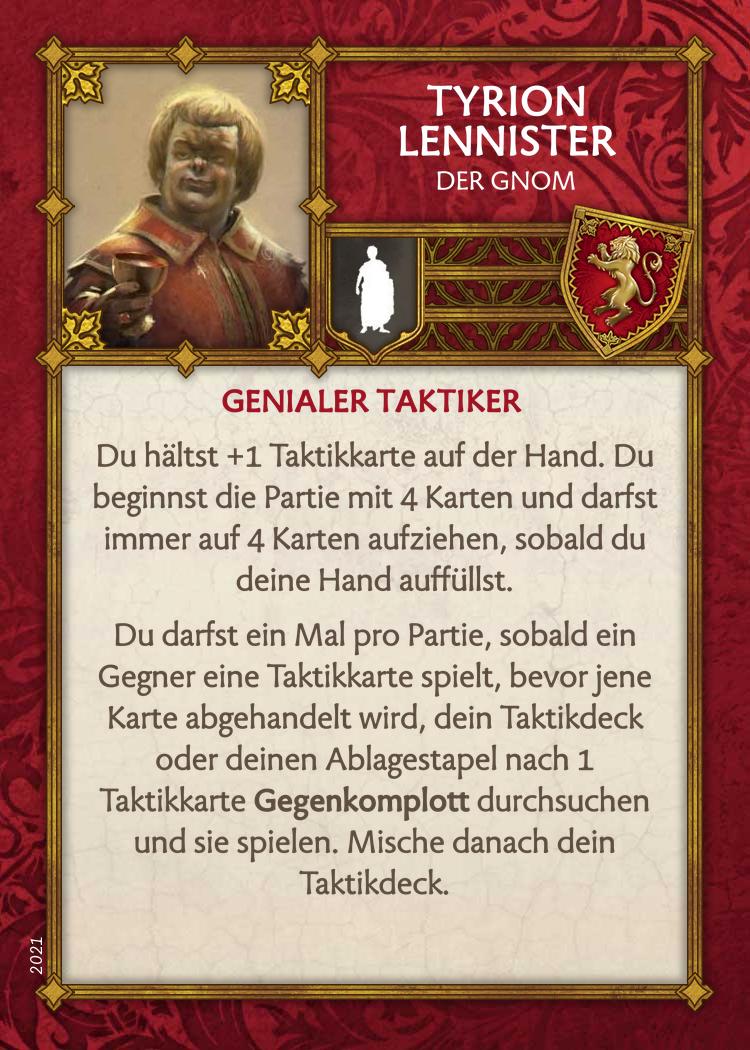 TYRION
LENNISTER
DER GNOM
GENIALER TAKTIKER
Du hältst +1 Taktikkarte auf der Hand. Du
beginnst die Partie mit 4 Karten und darfst
immer auf 4 Karten aufziehen, sobald du
deine Hand auffüllst.
Du darfst ein Mal pro Partie, sobald ein
Gegner eine Taktikkarte spielt, bevor jene
Karte abgehandelt wird, dein Taktikdeck
oder deinen Ablagestapel nach 1
Taktikkarte Gegenkomplott durchsuchen
und sie spielen. Mische danach dein
Taktikdeck.
2021